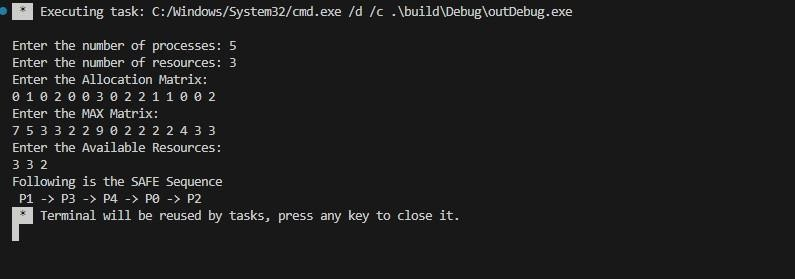 * Executing task: C:/Windows/System32/cmd.exe /d /c .\build\Debug\outDebug.exe
Enter the number of processes: 5
Enter the number of resources: 3
Enter the Allocation Matrix:
0 1 0 2 0 0 3 0 2 2 1 1 0 0 2
Enter the MAX Matrix:
7 5 3 3 2 2 9 0 2 2 2 2 4 3 3
Enter the Available Resources:
3 3 2
Following is the SAFE Sequence
P1 -> P3 -> P4 -> P0 -> P2
* Terminal will be reused by tasks, press any key to close it.